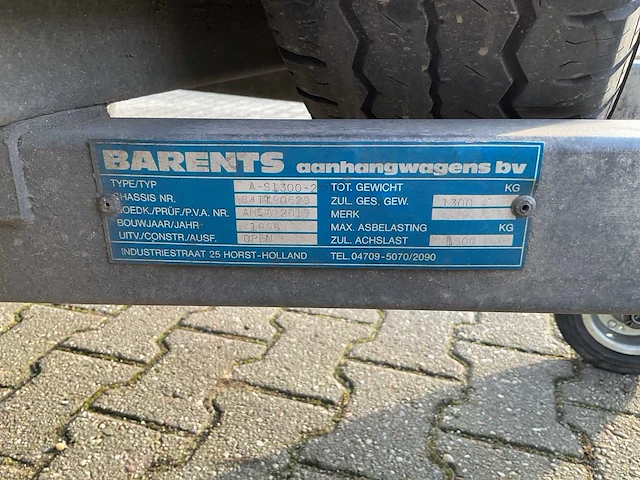 BARENTS aanhangwagens bv
TYPE/TYP A-S1300-2 TOT. GEWICHT KG
CHASSIS NR. ZUL. GES. GEW. 1300
GOEDK./PRÜF./P.V.A. NR. MERK
BOUWJAAR/JAHR 1995 MAX. ASBELASTING KG
UITV./CONSTR./AUSF. OPEN ZUL. ACHSLAST 1300
INDUSTRIESTRAAT 25 HORST-HOLLAND TEL. 04709-5070/2090